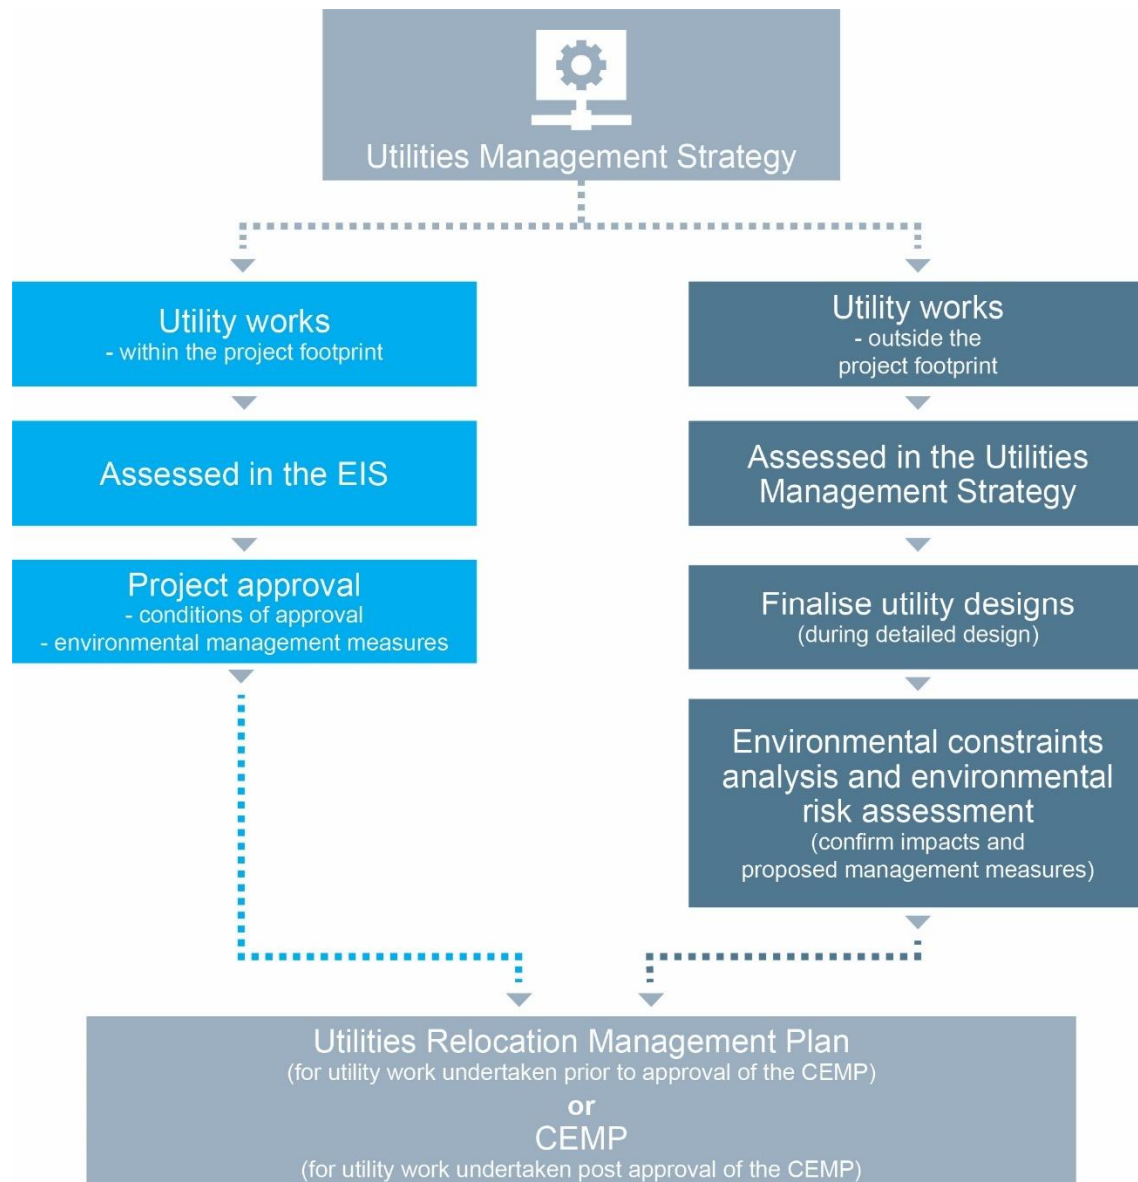 Utilities Management Strategy
Utility works
- within the project footprint
Assessed in the EIS
Project approval
- conditions of approval
- environmental management measures
Utility works
- outside the
project footprint
Assessed in the Utilities
Management Strategy
Finalise utility designs
(during detailed design)
Environmental constraints
analysis and environmental
risk assessment
(confirm impacts and
proposed management measures)
Utilities Relocation Management Plan
(for utility work undertaken prior to approval of the CEMP)
or
CEMP
(for utility work undertaken post approval of the CEMP)